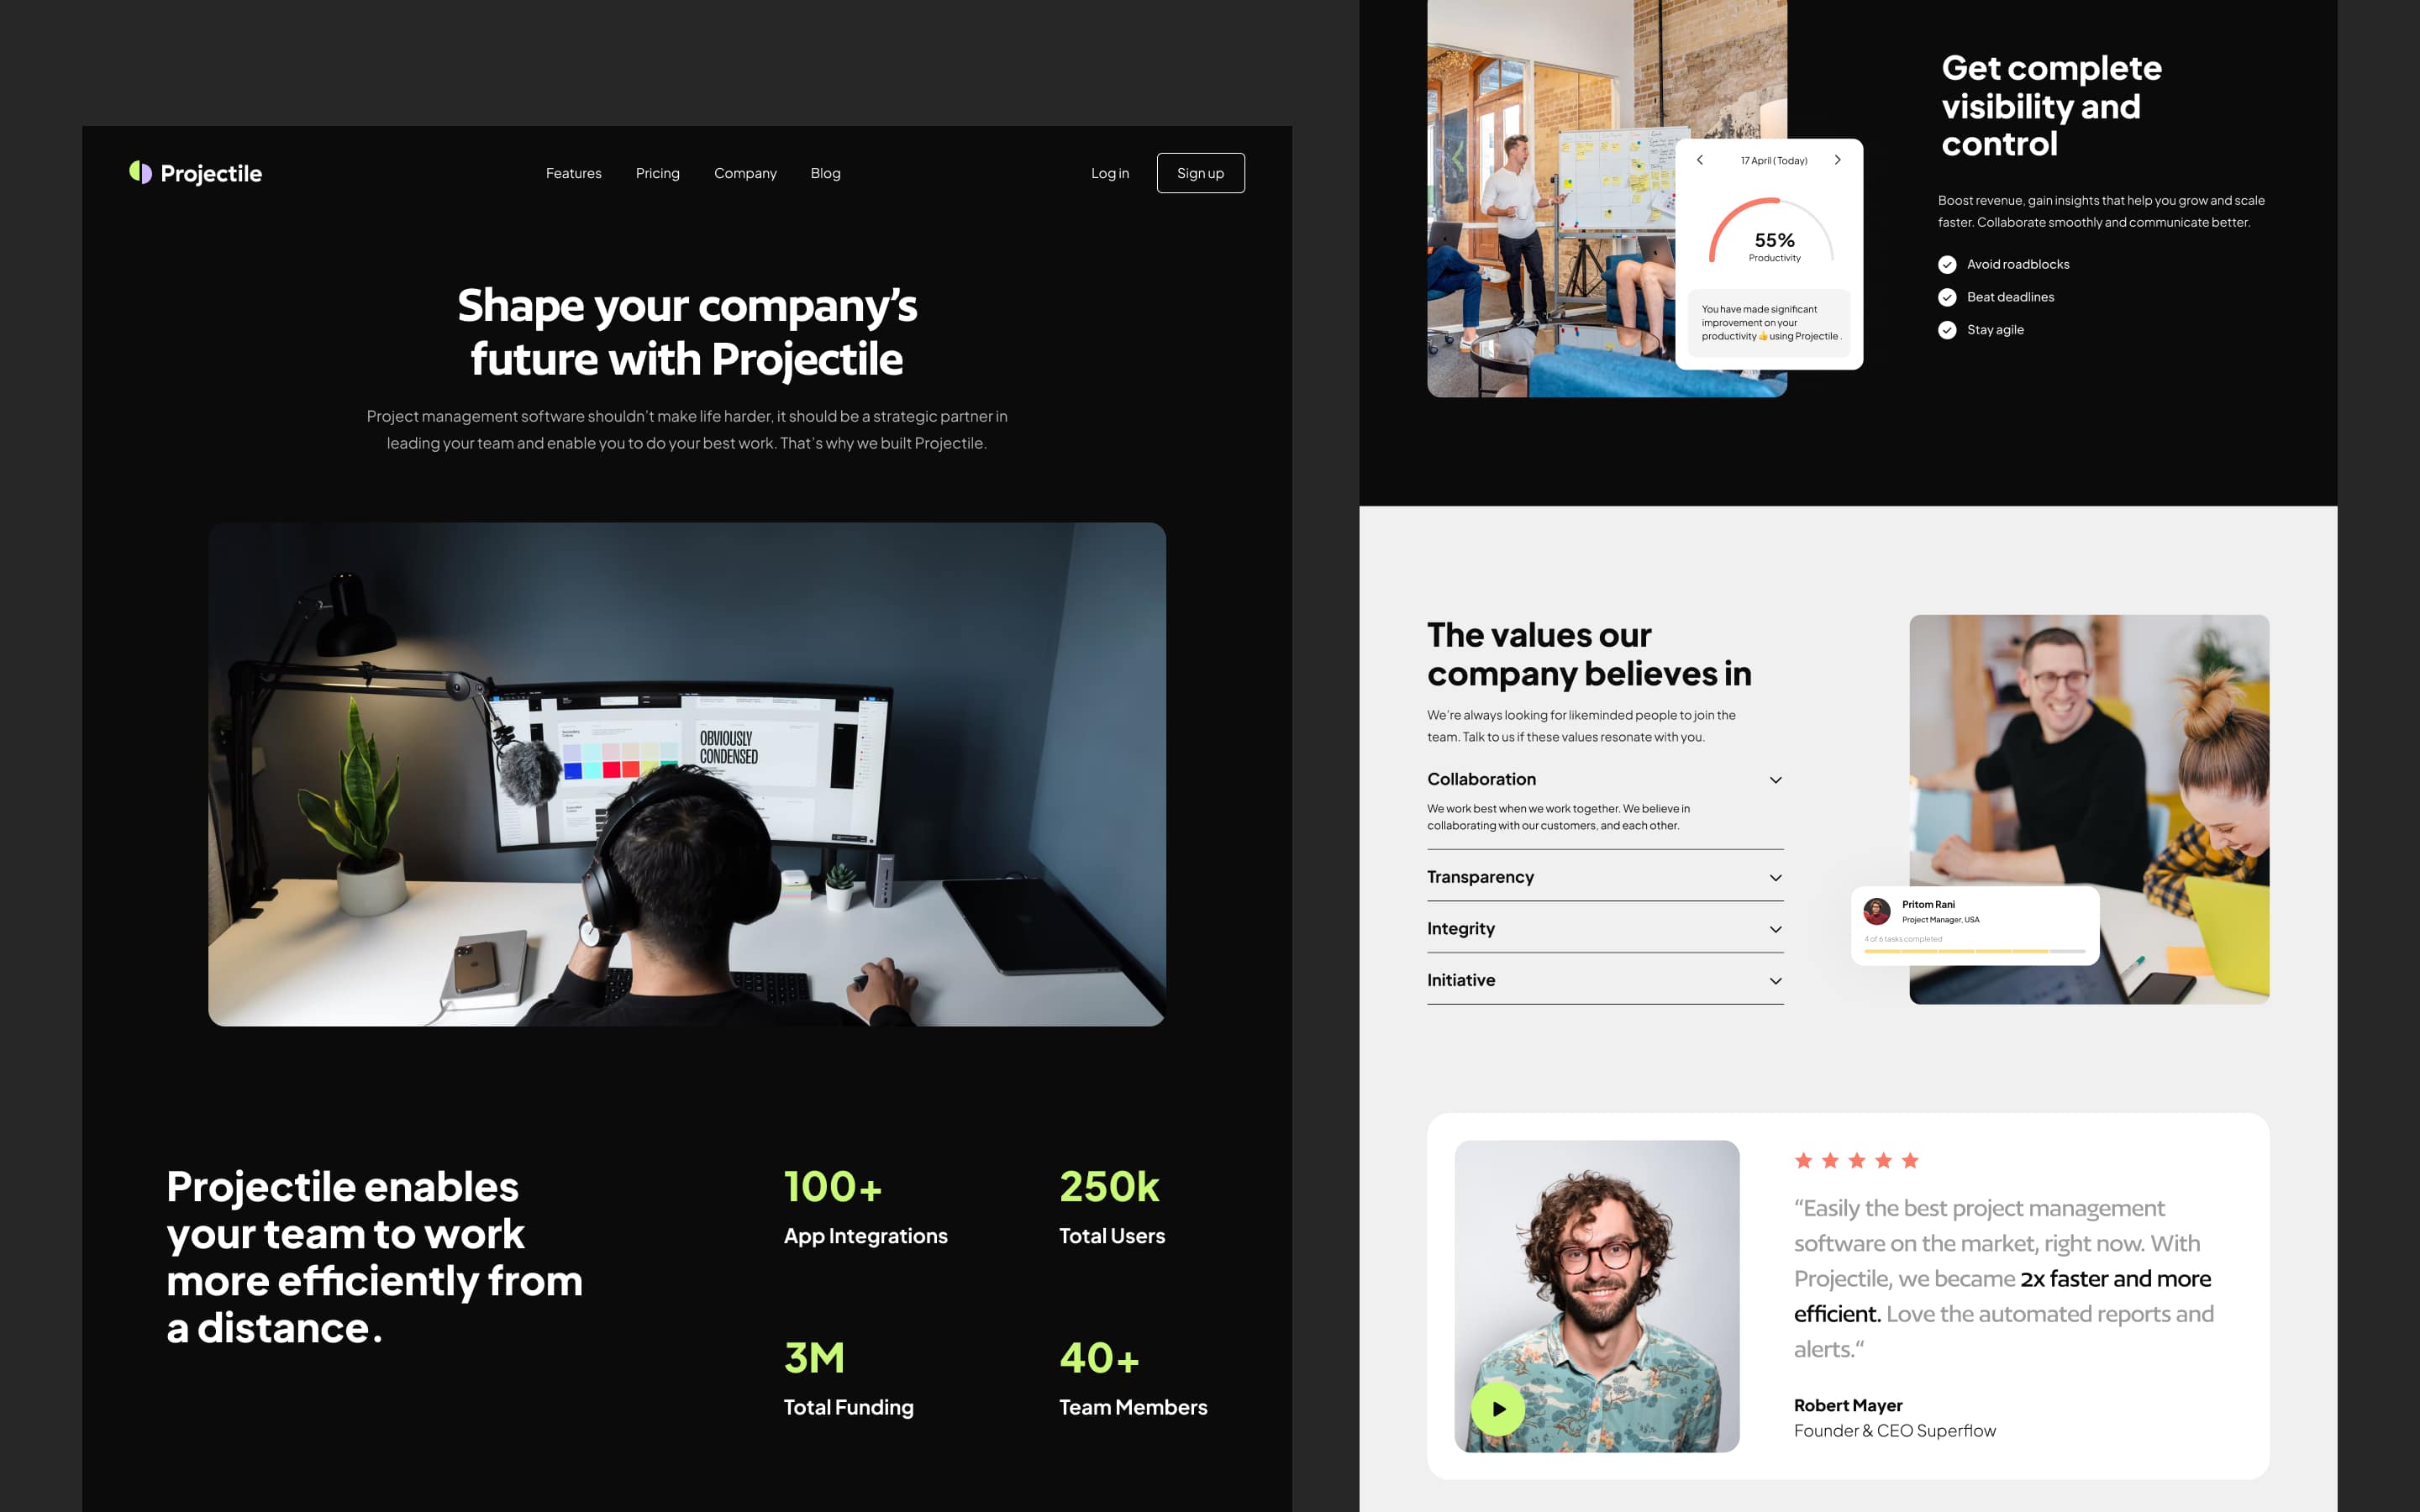 Projectile
Features
Pricing
Company
Blog
Log in
Sign up
Shape your company’s
future with Projectile
Project management software shouldn’t make life harder, it should be a strategic partner in
leading your team and enable you to do your best work. That’s why we built Projectile.
OBVIOUSLY
CONDENSED
Projectile enables
your team to work
more efficiently from
a distance.
100+
App Integrations
250k
Total Users
3M
Total Funding
40+
Team Members
17 April ( Today)
55%
Productivity
You have made significant
improvement on your
productivity👍using Projectile .
Get complete
visibility and
control
Boost revenue, gain insights that help you grow and scale
faster. Collaborate smoothly and communicate better.
Avoid roadblocks
Beat deadlines
Stay agile
The values our
company believes in
We’re always looking for likeminded people to join the
team. Talk to us if these values resonate with you.
Collaboration
We work best when we work together. We believe in
collaborating with our customers, and each other.
Transparency
Integrity
Initiative
Pritom Rani
Project Manager, USA
4 of 6 tasks completed
“Easily the best project management
software on the market, right now. With
Projectile, we became 2x faster and more
efficient. Love the automated reports and
alerts.“
Robert Mayer
Founder & CEO Superflow